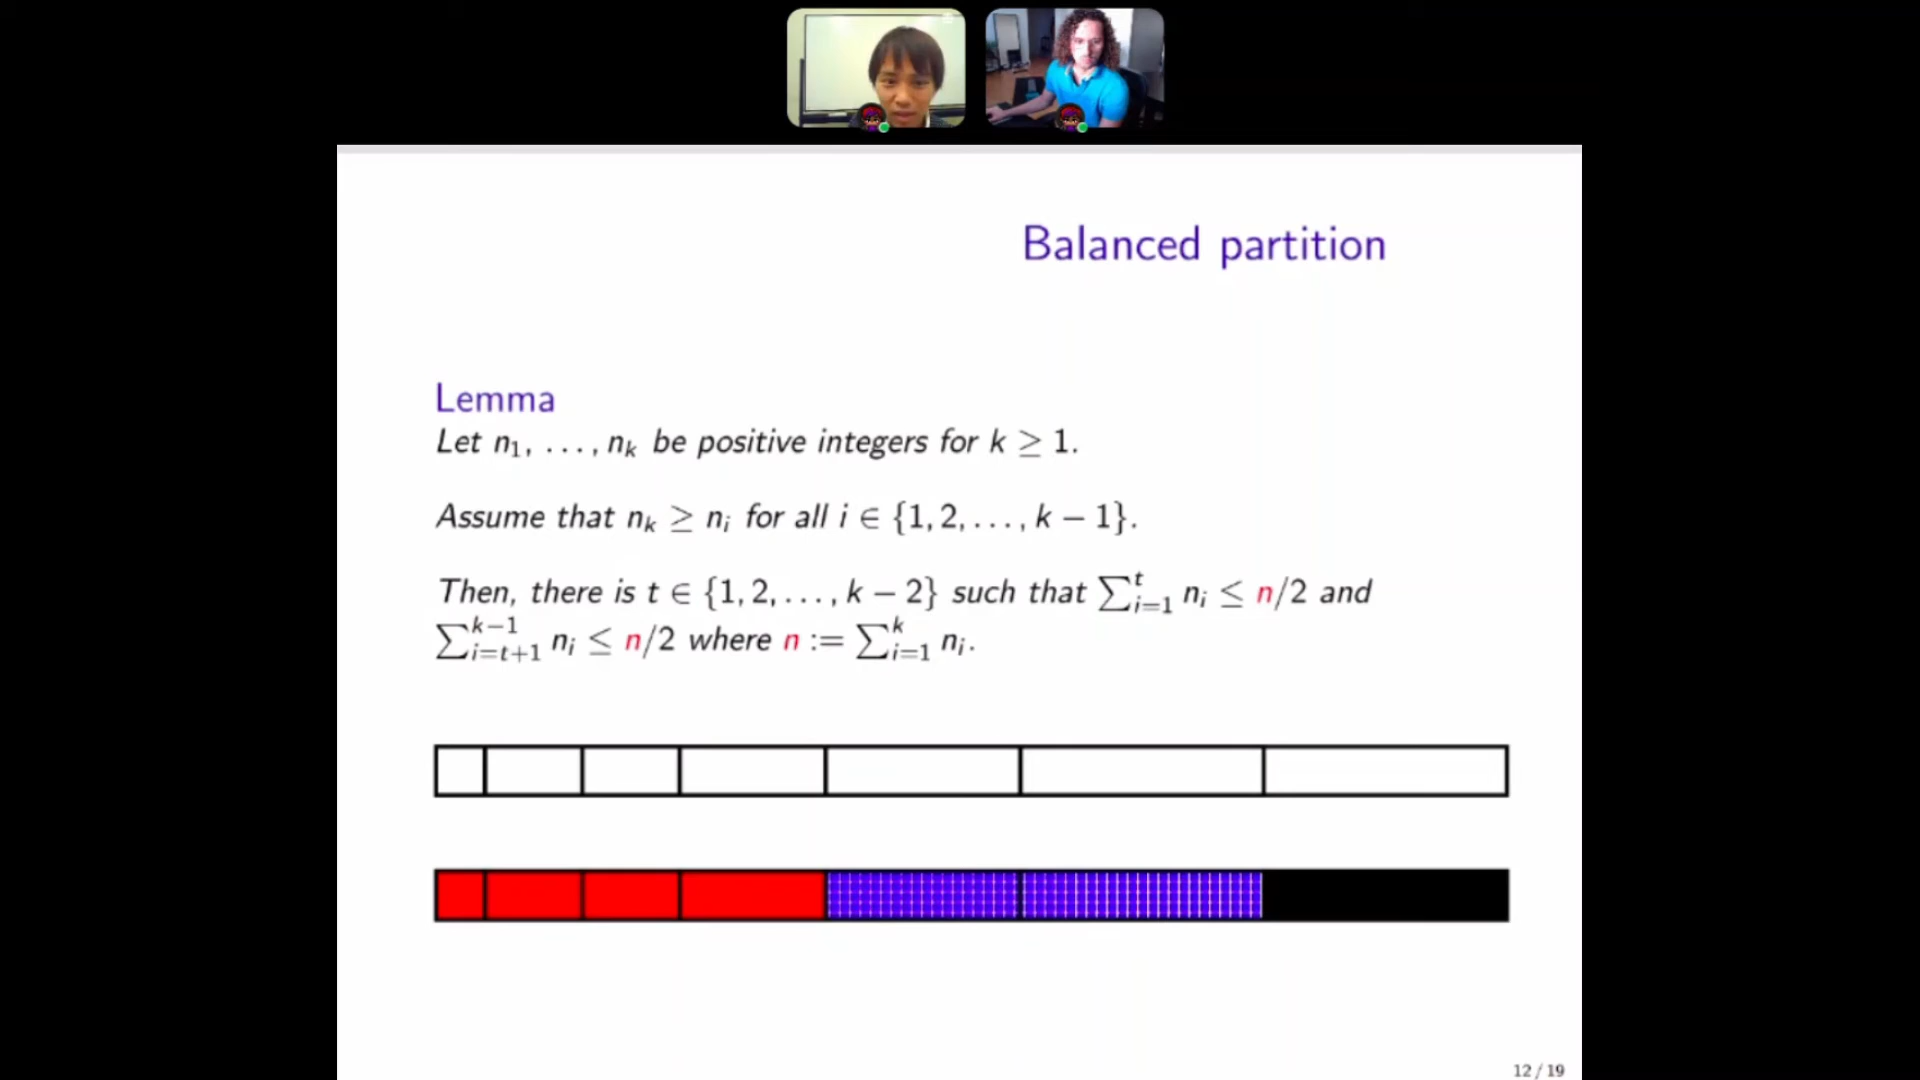 Balanced partition
Lemma
Let n₁, …, nₖ be positive integers for k ≥ 1.
Assume that nₖ ≥ nᵢ for all i ∈ {1, 2, …, k − 1}.
Then, there is t ∈ {1, 2, …, k − 2} such that ∑ᵗᵢ₌₁ nᵢ ≤ n/2 and
∑ᵏ⁻¹ᵢ₌ₜ₊₁ nᵢ ≤ n/2 where n := ∑ᵏᵢ₌₁ nᵢ.
12 / 19